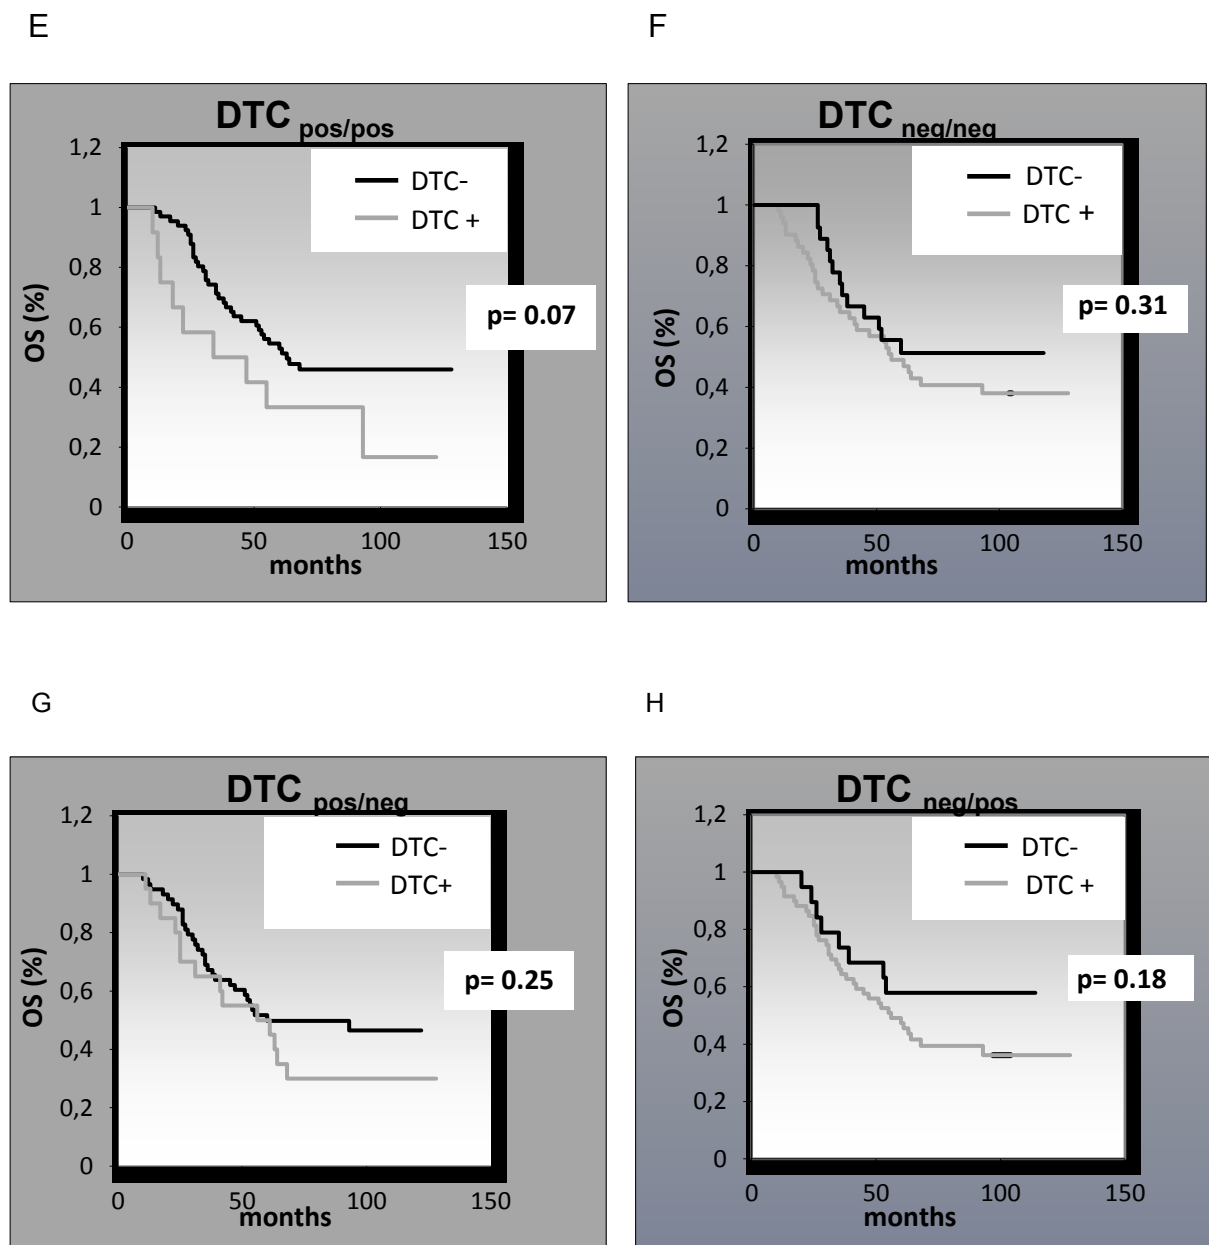 E
DTC pos/pos
1,2
1
0,8
0,6
0,4
0,2
0
OS (%)
DTC-
DTC +
p= 0.07
0 50 100 150
months
F
DTC neg/neg
1,2
1
0,8
0,6
0,4
0,2
0
OS (%)
DTC-
DTC +
p= 0.31
0 50 100 150
months
G
DTC pos/neg
1,2
1
0,8
0,6
0,4
0,2
0
OS (%)
DTC-
DTC+
p= 0.25
0 50 100 150
months
H
DTC neg/pos
1,2
1
0,8
0,6
0,4
0,2
0
OS (%)
DTC-
DTC +
p= 0.18
0 50 100 150
months